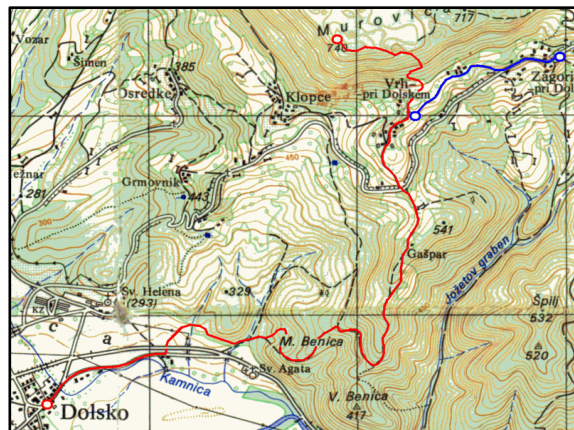 Murovica
717
740
Vozar
Šimen
385
Osredke
Klopce
Vrh
pri Dolskem
Zagori
pri Dol
281
Grmovnik
443
450
300
541
Gašpar
Jožetov graben
Sv. Helena
(293)
329
KZ
Špilj
532
520
c
a
M. Benica
Sv. Agata
Kamnica
V. Benica
417
Dolsko